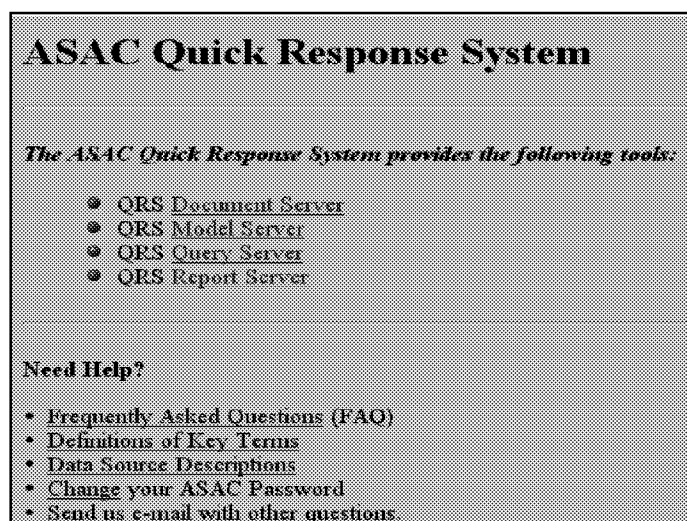 ASAC Quick Response System
The ASAC Quick Response System provides the following tools:
QRS Document Server
QRS Model Server
QRS Query Server
QRS Report Server
Need Help?
Frequently Asked Questions (FAQ)
Definitions of Key Terms
Data Source Descriptions
Change your ASAC Password
Send us e-mail with other questions.